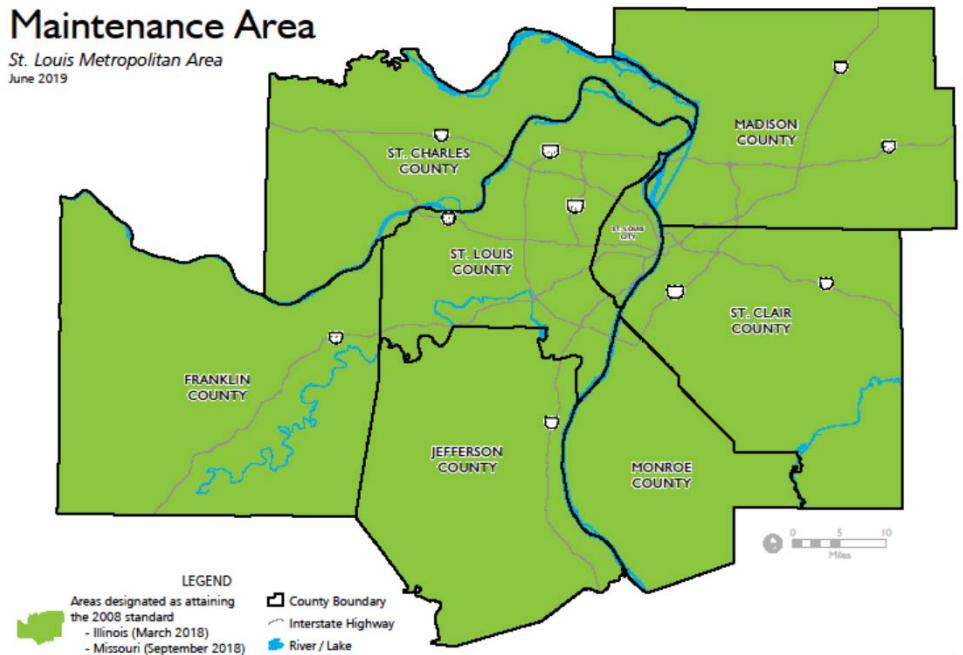 Maintenance Area
St. Louis Metropolitan Area
June 2019
MADISON
COUNTY
ST. CHARLES
COUNTY
ST. LOUIS
CITY
ST. LOUIS
COUNTY
ST. CLAIR
COUNTY
FRANKLIN
COUNTY
JEFFERSON
COUNTY
MONROE
COUNTY
0 5 10
Miles
LEGEND
Areas designated as attaining
the 2008 standard
- Illinois (March 2018)
- Missouri (September 2018)
County Boundary
Interstate Highway
River / Lake